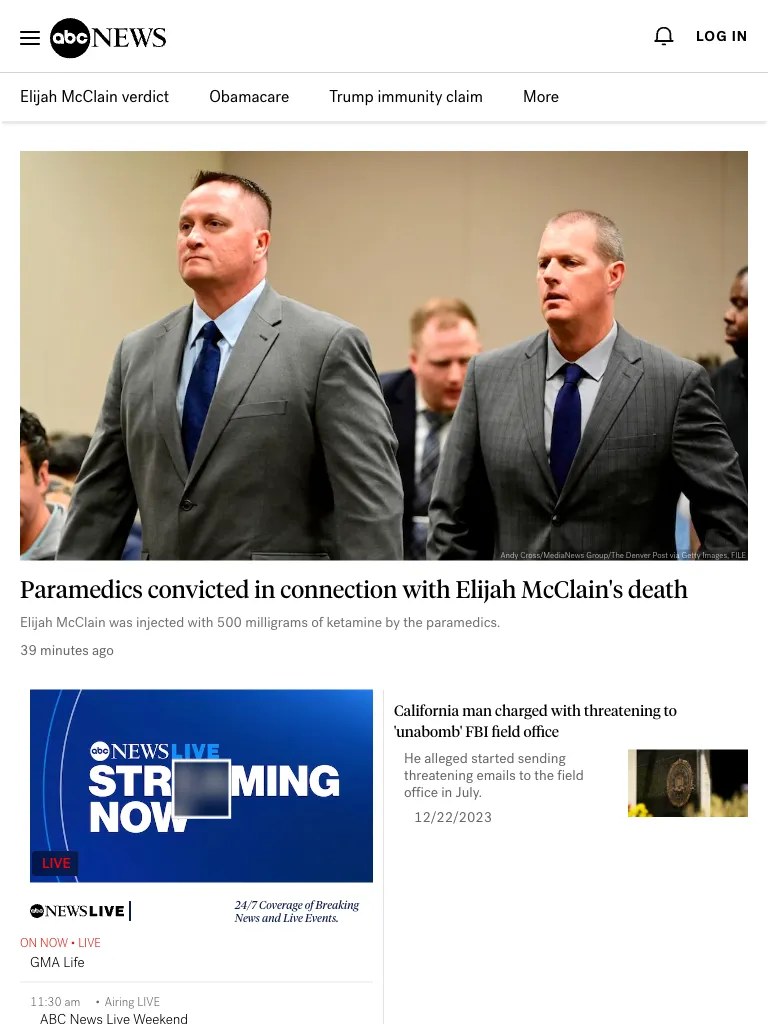 abc NEWS
LOG IN
Elijah McClain verdict
Obamacare
Trump immunity claim
More
Andy Cross/MediaNews Group/The Denver Post via Getty Images, FILE
Paramedics convicted in connection with Elijah McClain's death
Elijah McClain was injected with 500 milligrams of ketamine by the paramedics.
39 minutes ago
abc NEWS LIVE
NOW
LIVE
abc NEWS LIVE
24/7 Coverage of Breaking
News and Live Events.
ON NOW • LIVE
GMA Life
11:30 am • Airing LIVE
ABC News Live Weekend
California man charged with threatening to
'unabomb' FBI field office
He alleged started sending
threatening emails to the field
office in July.
12/22/2023